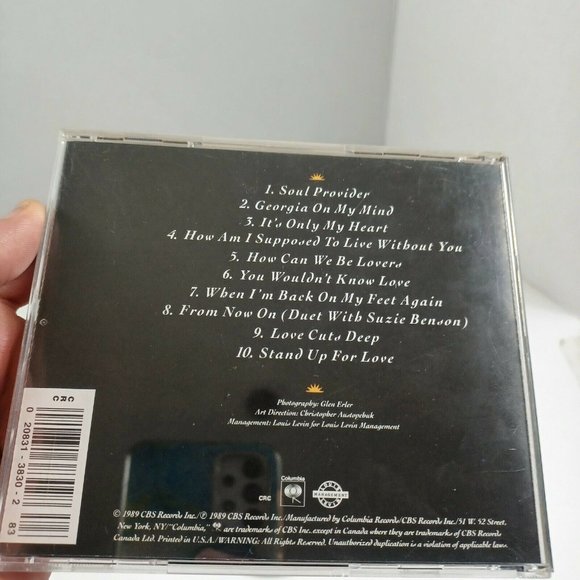 1. Soul Provider
2. Georgia On My Mind
3. It's Only My Heart
4. How Am I Supposed To Live Without You
5. How Can We Be Lovers
6. You Wouldn't Know Love
7. When I'm Back On My Feet Again
8. From Now On (Duet With Suzie Benson)
9. Love Cuts Deep
10. Stand Up For Love
Photography: Glen Erler
Art Direction: Christopher Austopchuk
Management: Louis Levin for Louis Levin Management
CRC
0 20831-3830-2 83
Columbia
CRC
MANAGEMENT
© 1989 CBS Records Inc./℗ 1989 CBS Records Inc./Manufactured by Columbia Records/CBS Records Inc./51 W. 52 Street,
New York, NY/"Columbia," are trademarks of CBS Inc. except in Canada where they are trademarks of CBS Records
Canada Ltd. Printed in U.S.A./WARNING: All Rights Reserved. Unauthorized duplication is a violation of applicable laws.